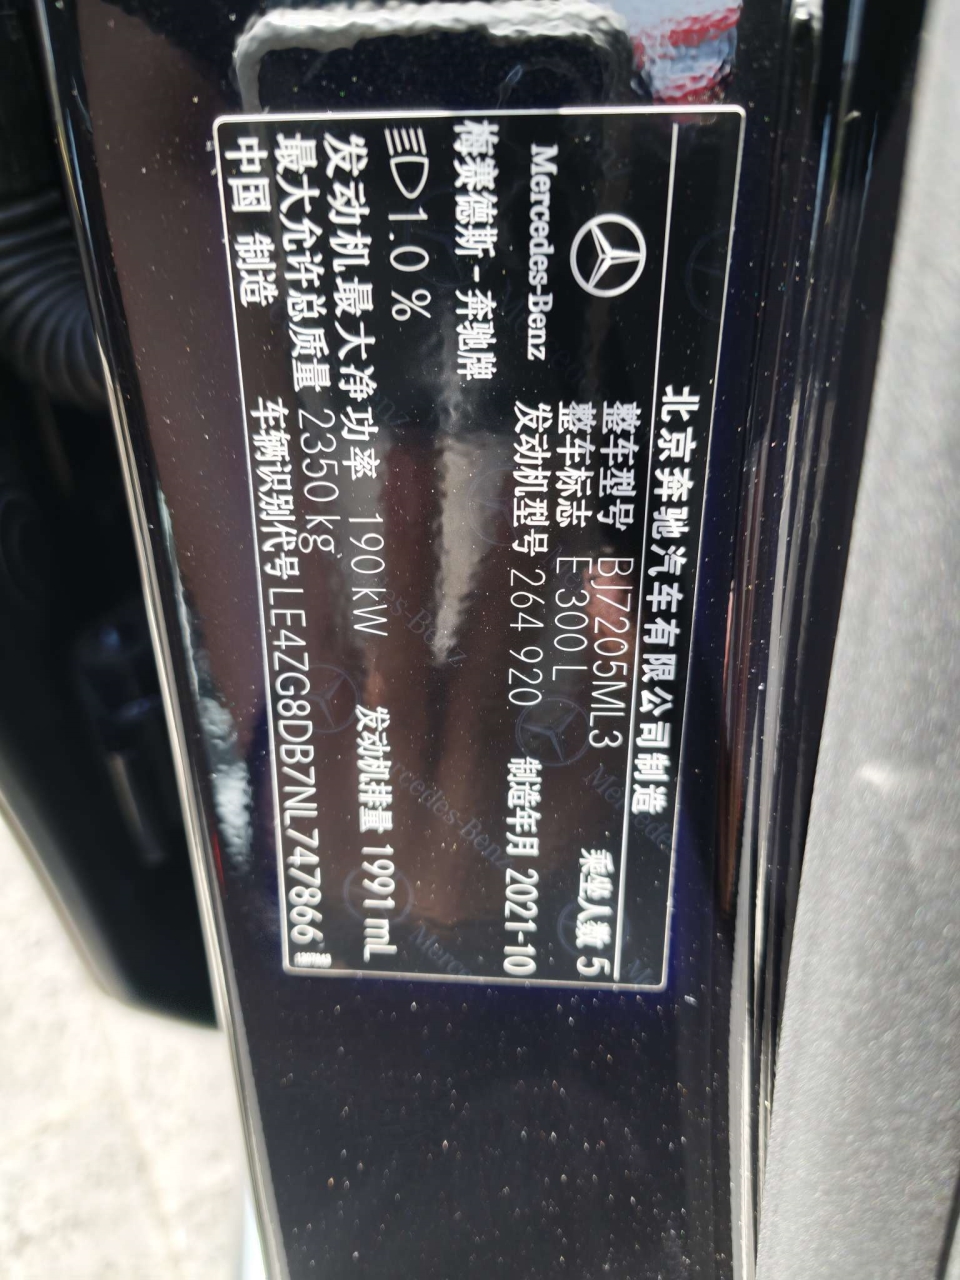 北京奔驰汽车有限公司制造
Mercedes-Benz
梅赛德斯-奔驰牌
整车型号 BJ7205ML3
乘坐人数 5
整车标志 E 300 L
发动机型号 264 920
制造年月 2021-10
1.0 %
发动机最大净功率 190 kW
发动机排量 1991 mL
最大允许总质量 2350 kg
中国 制造
车辆识别代号 LE4ZG8DB7NL747866